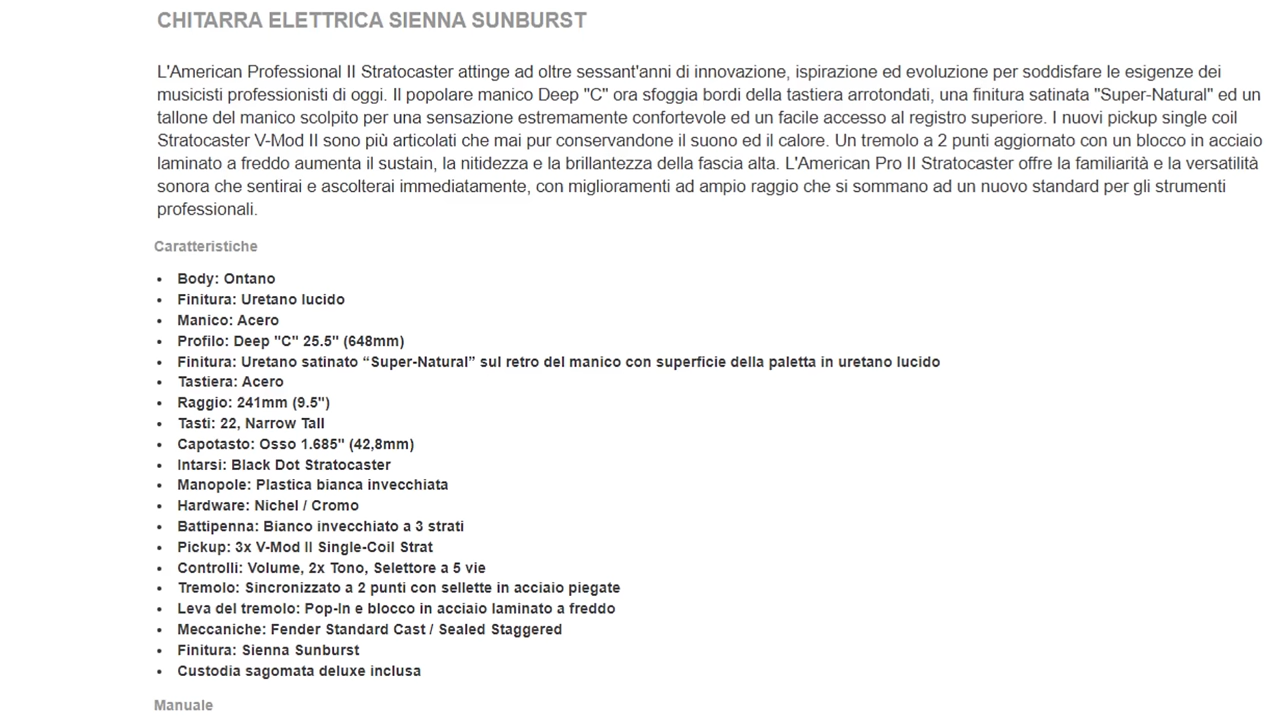 CHITARRA ELETTRICA SIENNA SUNBURST
L'American Professional II Stratocaster attinge ad oltre sessant'anni di innovazione, ispirazione ed evoluzione per soddisfare le esigenze dei
musicisti professionisti di oggi. Il popolare manico Deep "C" ora sfoggia bordi della tastiera arrotondati, una finitura satinata "Super-Natural" ed un
tallone del manico scolpito per una sensazione estremamente confortevole ed un facile accesso al registro superiore. I nuovi pickup single coil
Stratocaster V-Mod II sono più articolati che mai pur conservandone il suono ed il calore. Un tremolo a 2 punti aggiornato con un blocco in acciaio
laminato a freddo aumenta il sustain, la nitidezza e la brillantezza della fascia alta. L'American Pro II Stratocaster offre la familiarità e la versatilità
sonora che sentirai e ascolterai immediatamente, con miglioramenti ad ampio raggio che si sommano ad un nuovo standard per gli strumenti
professionali.
Caratteristiche
• Body: Ontano
• Finitura: Uretano lucido
• Manico: Acero
• Profilo: Deep "C" 25.5" (648mm)
• Finitura: Uretano satinato “Super-Natural” sul retro del manico con superficie della paletta in uretano lucido
• Tastiera: Acero
• Raggio: 241mm (9.5")
• Tasti: 22, Narrow Tall
• Capotasto: Osso 1.685" (42,8mm)
• Intarsi: Black Dot Stratocaster
• Manopole: Plastica bianca invecchiata
• Hardware: Nichel / Cromo
• Battipenna: Bianco invecchiato a 3 strati
• Pickup: 3x V-Mod II Single-Coil Strat
• Controlli: Volume, 2x Tono, Selettore a 5 vie
• Tremolo: Sincronizzato a 2 punti con sellette in acciaio piegate
• Leva del tremolo: Pop-In e blocco in acciaio laminato a freddo
• Meccaniche: Fender Standard Cast / Sealed Staggered
• Finitura: Sienna Sunburst
• Custodia sagomata deluxe inclusa
Manuale